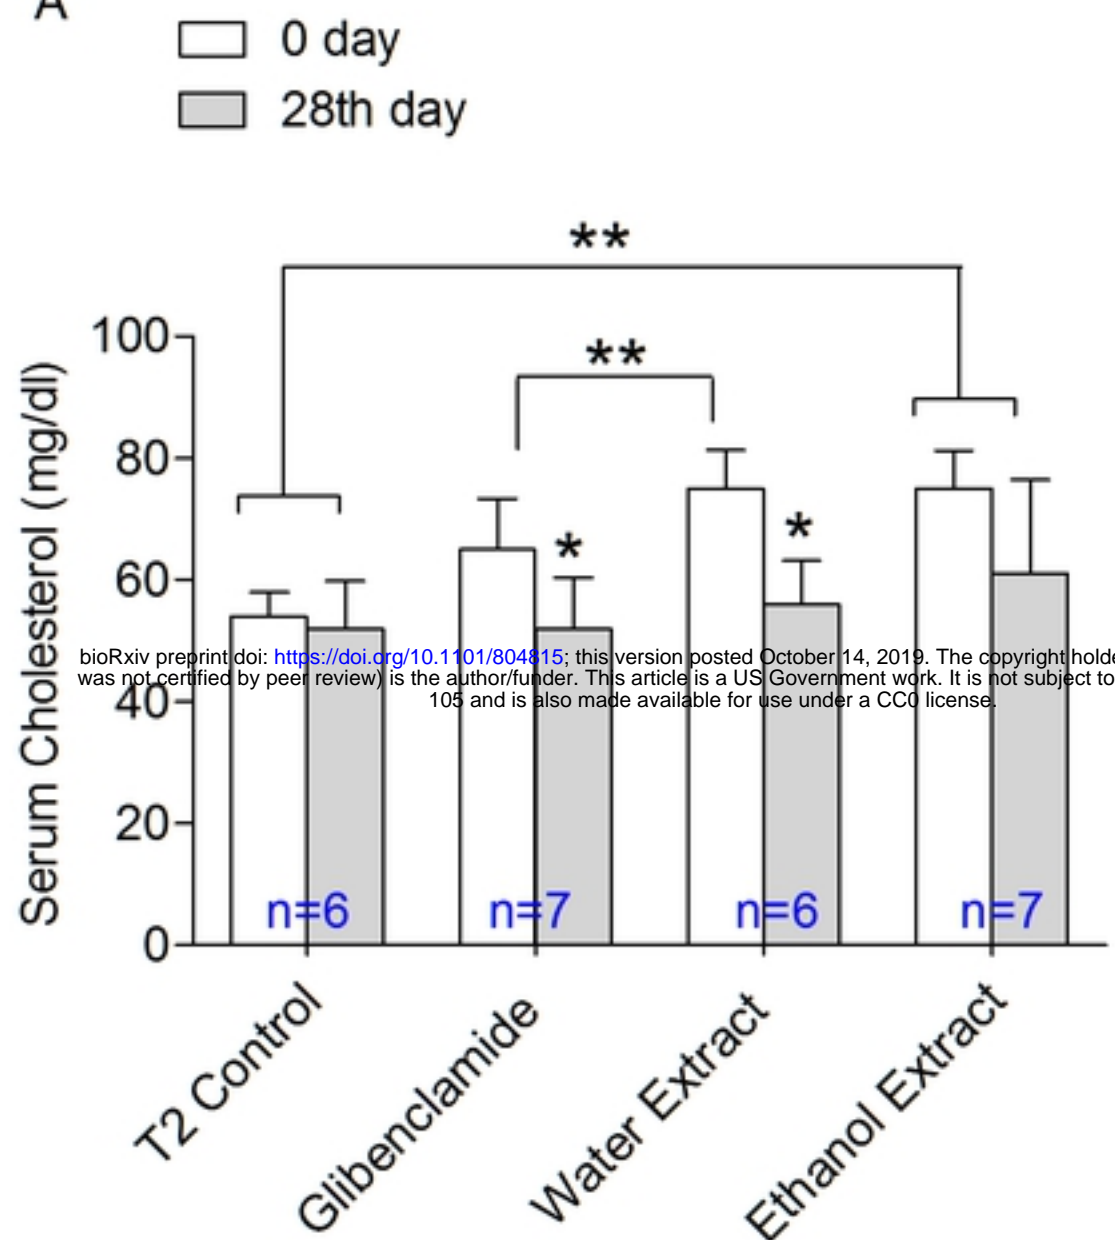 A
0 day
28th day
**
**
100
80
60
40
20
0
Serum Cholesterol (mg/dl)
*
*
bioRxiv preprint doi: https://doi.org/10.1101/804815; this version posted October 14, 2019. The copyright holde
was not certified by peer review) is the author/funder. This article is a US Government work. It is not subject to
105 and is also made available for use under a CC0 license.
n=6
n=7
n=6
n=7
T2 Control
Glibenclamide
Water Extract
Ethanol Extract